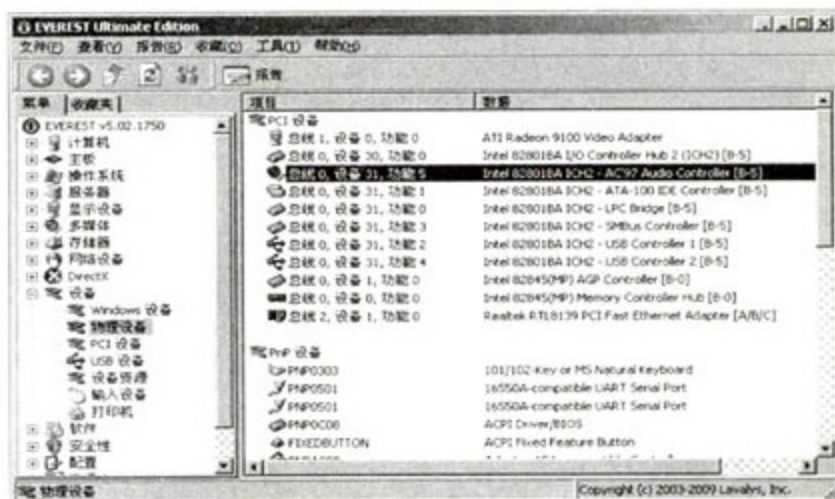 EVEREST Ultimate Edition
文件(F) 查看(V) 报告(R) 收藏(O) 工具(T) 帮助(H)
报告
菜单 收藏夹
项目 数据
EVEREST v5.02.1750
计算机
主板
操作系统
服务器
显示设备
多媒体
存储器
网络设备
DirectX
设备
Windows 设备
物理设备
PCI 设备
USB 设备
设备资源
输入设备
打印机
软件
安全性
配置
PCI 设备
总线 1, 设备 0, 功能 0 ATI Radeon 9100 Video Adapter
总线 0, 设备 30, 功能 0 Intel 82801BA I/O Controller Hub 2 (ICH2) [B-5]
总线 0, 设备 31, 功能 5 Intel 82801BA ICH2 - AC'97 Audio Controller [B-5]
总线 0, 设备 31, 功能 1 Intel 82801BA ICH2 - ATA-100 IDE Controller [B-5]
总线 0, 设备 31, 功能 0 Intel 82801BA ICH2 - LPC Bridge [B-5]
总线 0, 设备 31, 功能 3 Intel 82801BA ICH2 - SMBus Controller [B-5]
总线 0, 设备 31, 功能 2 Intel 82801BA ICH2 - USB Controller 1 [B-5]
总线 0, 设备 31, 功能 4 Intel 82801BA ICH2 - USB Controller 2 [B-5]
总线 0, 设备 1, 功能 0 Intel 82845(MP) AGP Controller [B-0]
总线 0, 设备 0, 功能 0 Intel 82845(MP) Memory Controller Hub [B-0]
总线 2, 设备 1, 功能 0 Realtek RTL8139 PCI Fast Ethernet Adapter [A/B/C]
PnP 设备
PNP0303 101/102-Key or MS Natural Keyboard
PNP0501 16550A-compatible UART Serial Port
PNP0501 16550A-compatible UART Serial Port
PNP0C08 ACPI Driver/BIOS
FIXEDBUTTON ACPI Fixed Feature Button
物理设备
Copyright (c) 2003-2009 Lavalys, Inc.